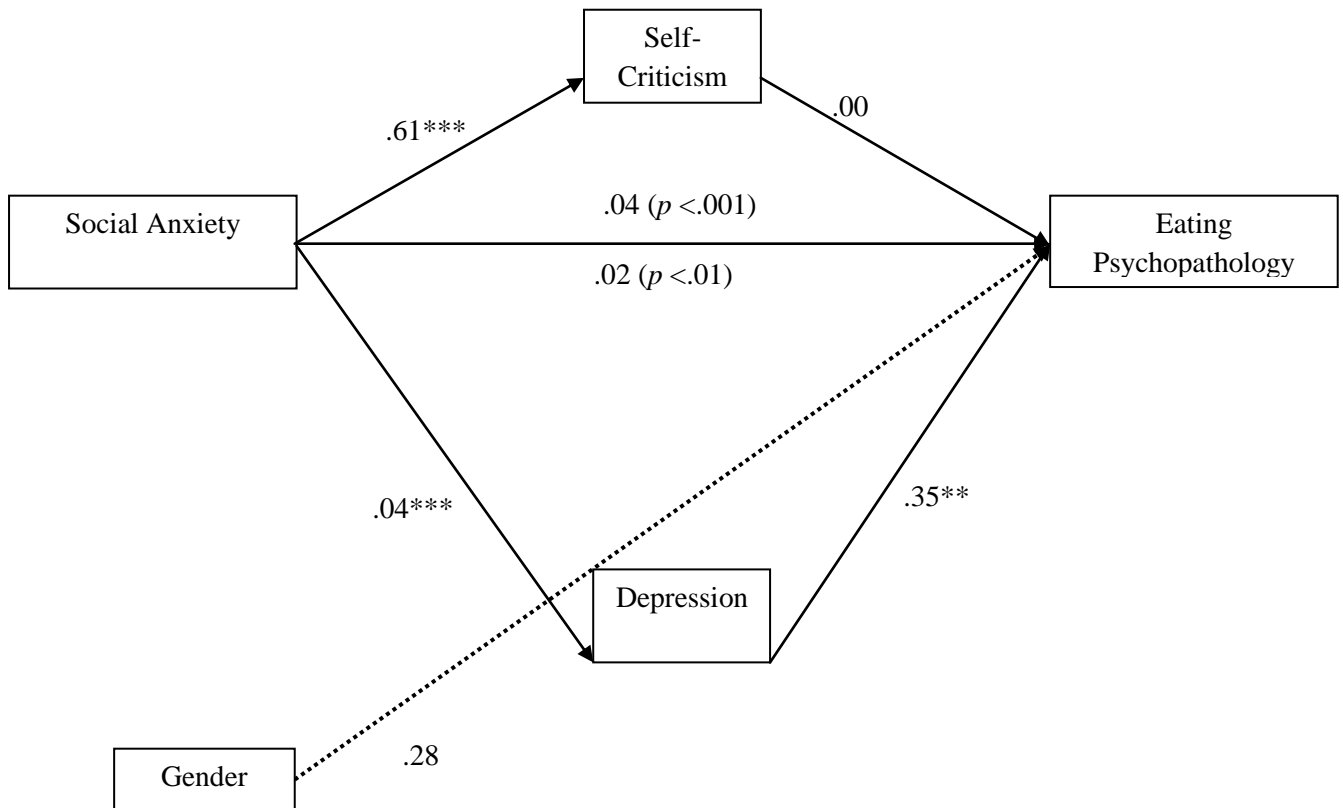 Self-
Criticism
.00
.61***
Social Anxiety
.04 (p <.001)
Eating
Psychopathology
.02 (p <.01)
.04***
.35**
Depression
.28
Gender